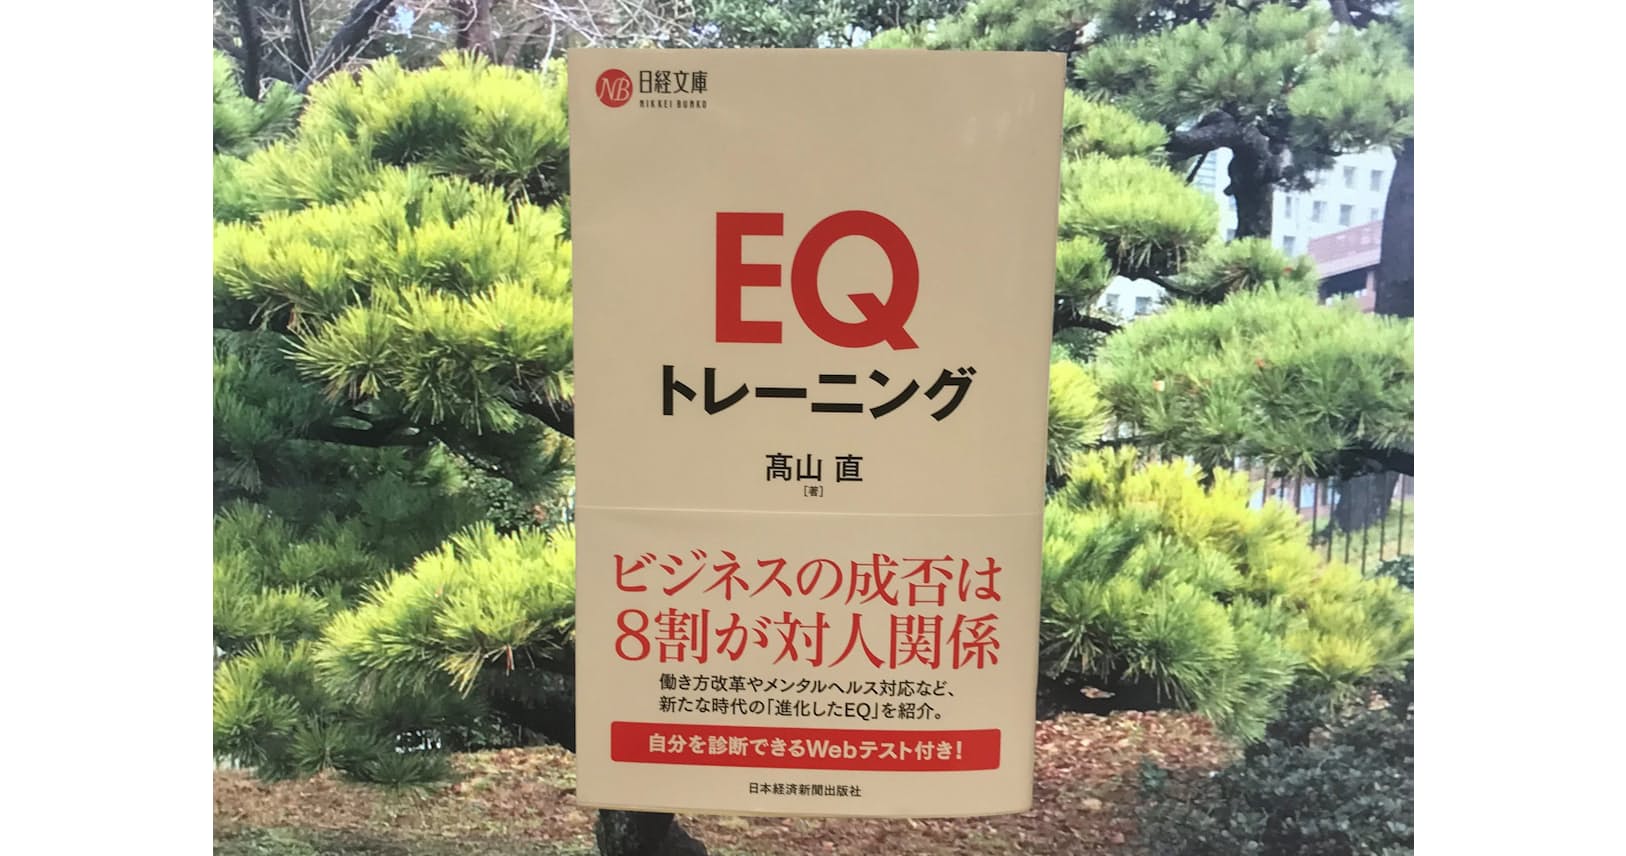 NB 日経文庫
NIKKEI BUNKO
EQ
トレーニング
髙山 直
［著］
ビジネスの成否は
8割が対人関係
働き方改革やメンタルヘルス対応など、
新たな時代の「進化したEQ」を紹介。
自分を診断できるWebテスト付き!
日本経済新聞出版社